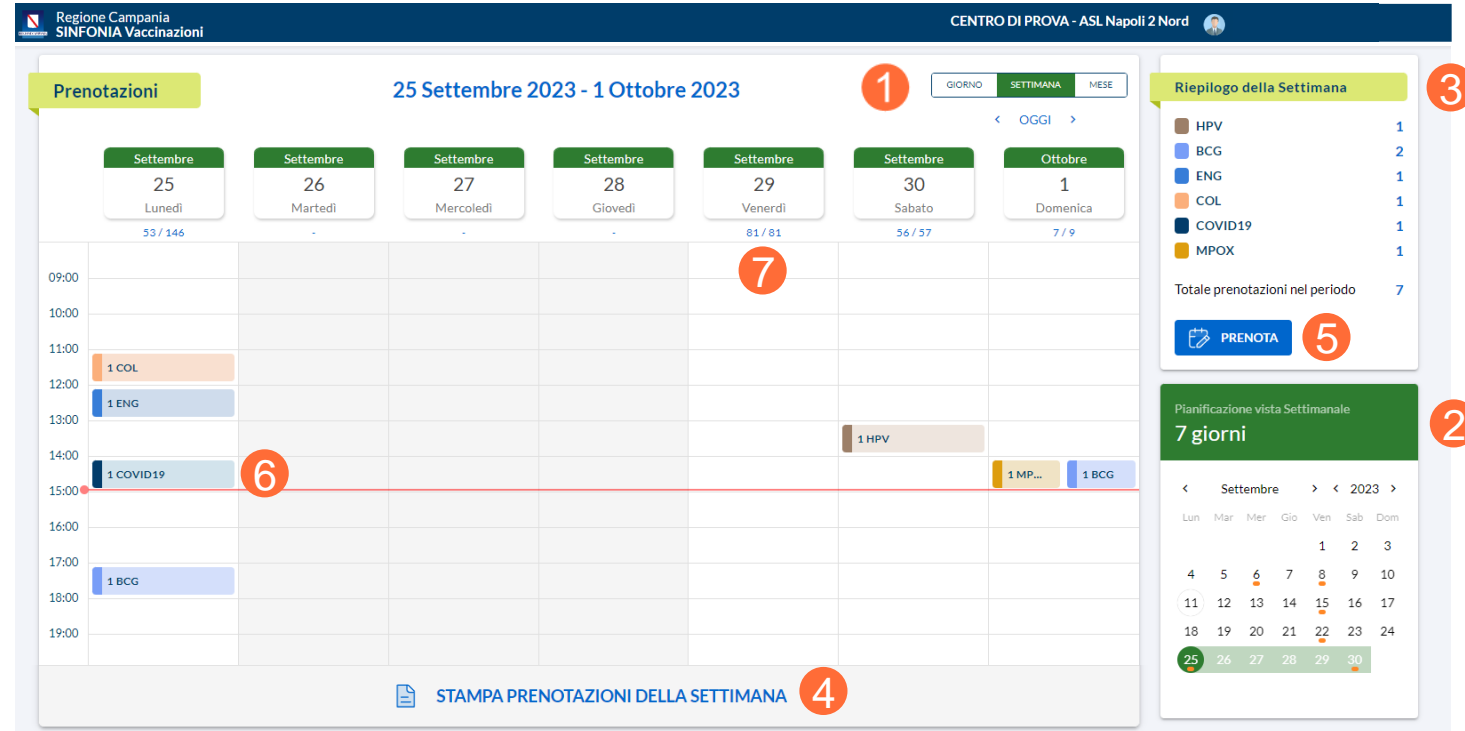 Regione Campania
SINFONIA Vaccinazioni
CENTRO DI PROVA - ASL Napoli 2 Nord
Prenotazioni
25 Settembre 2023 - 1 Ottobre 2023
1
GIORNO SETTIMANA MESE
< OGGI >
Settembre Settembre Settembre Settembre Settembre Settembre Ottobre
25 26 27 28 29 30 1
Lunedì Martedì Mercoledì Giovedì Venerdì Sabato Domenica
53 / 146 - - - 81 / 81 56 / 57 7 / 9
7
09:00
10:00
11:00
1 COL
12:00
1 ENG
13:00
1 HPV
14:00
1 COVID19 6 1 MP... 1 BCG
15:00
16:00
17:00
1 BCG
18:00
19:00
STAMPA PRENOTAZIONI DELLA SETTIMANA 4
Riepilogo della Settimana 3
HPV 1
BCG 2
ENG 1
COL 1
COVID19 1
MPOX 1
Totale prenotazioni nel periodo 7
PRENOTA 5
Pianificazione vista Settimanale
7 giorni 2
< Settembre > < 2023 >
Lun Mar Mer Gio Ven Sab Dom
1 2 3
4 5 6 7 8 9 10
11 12 13 14 15 16 17
18 19 20 21 22 23 24
25 26 27 28 29 30